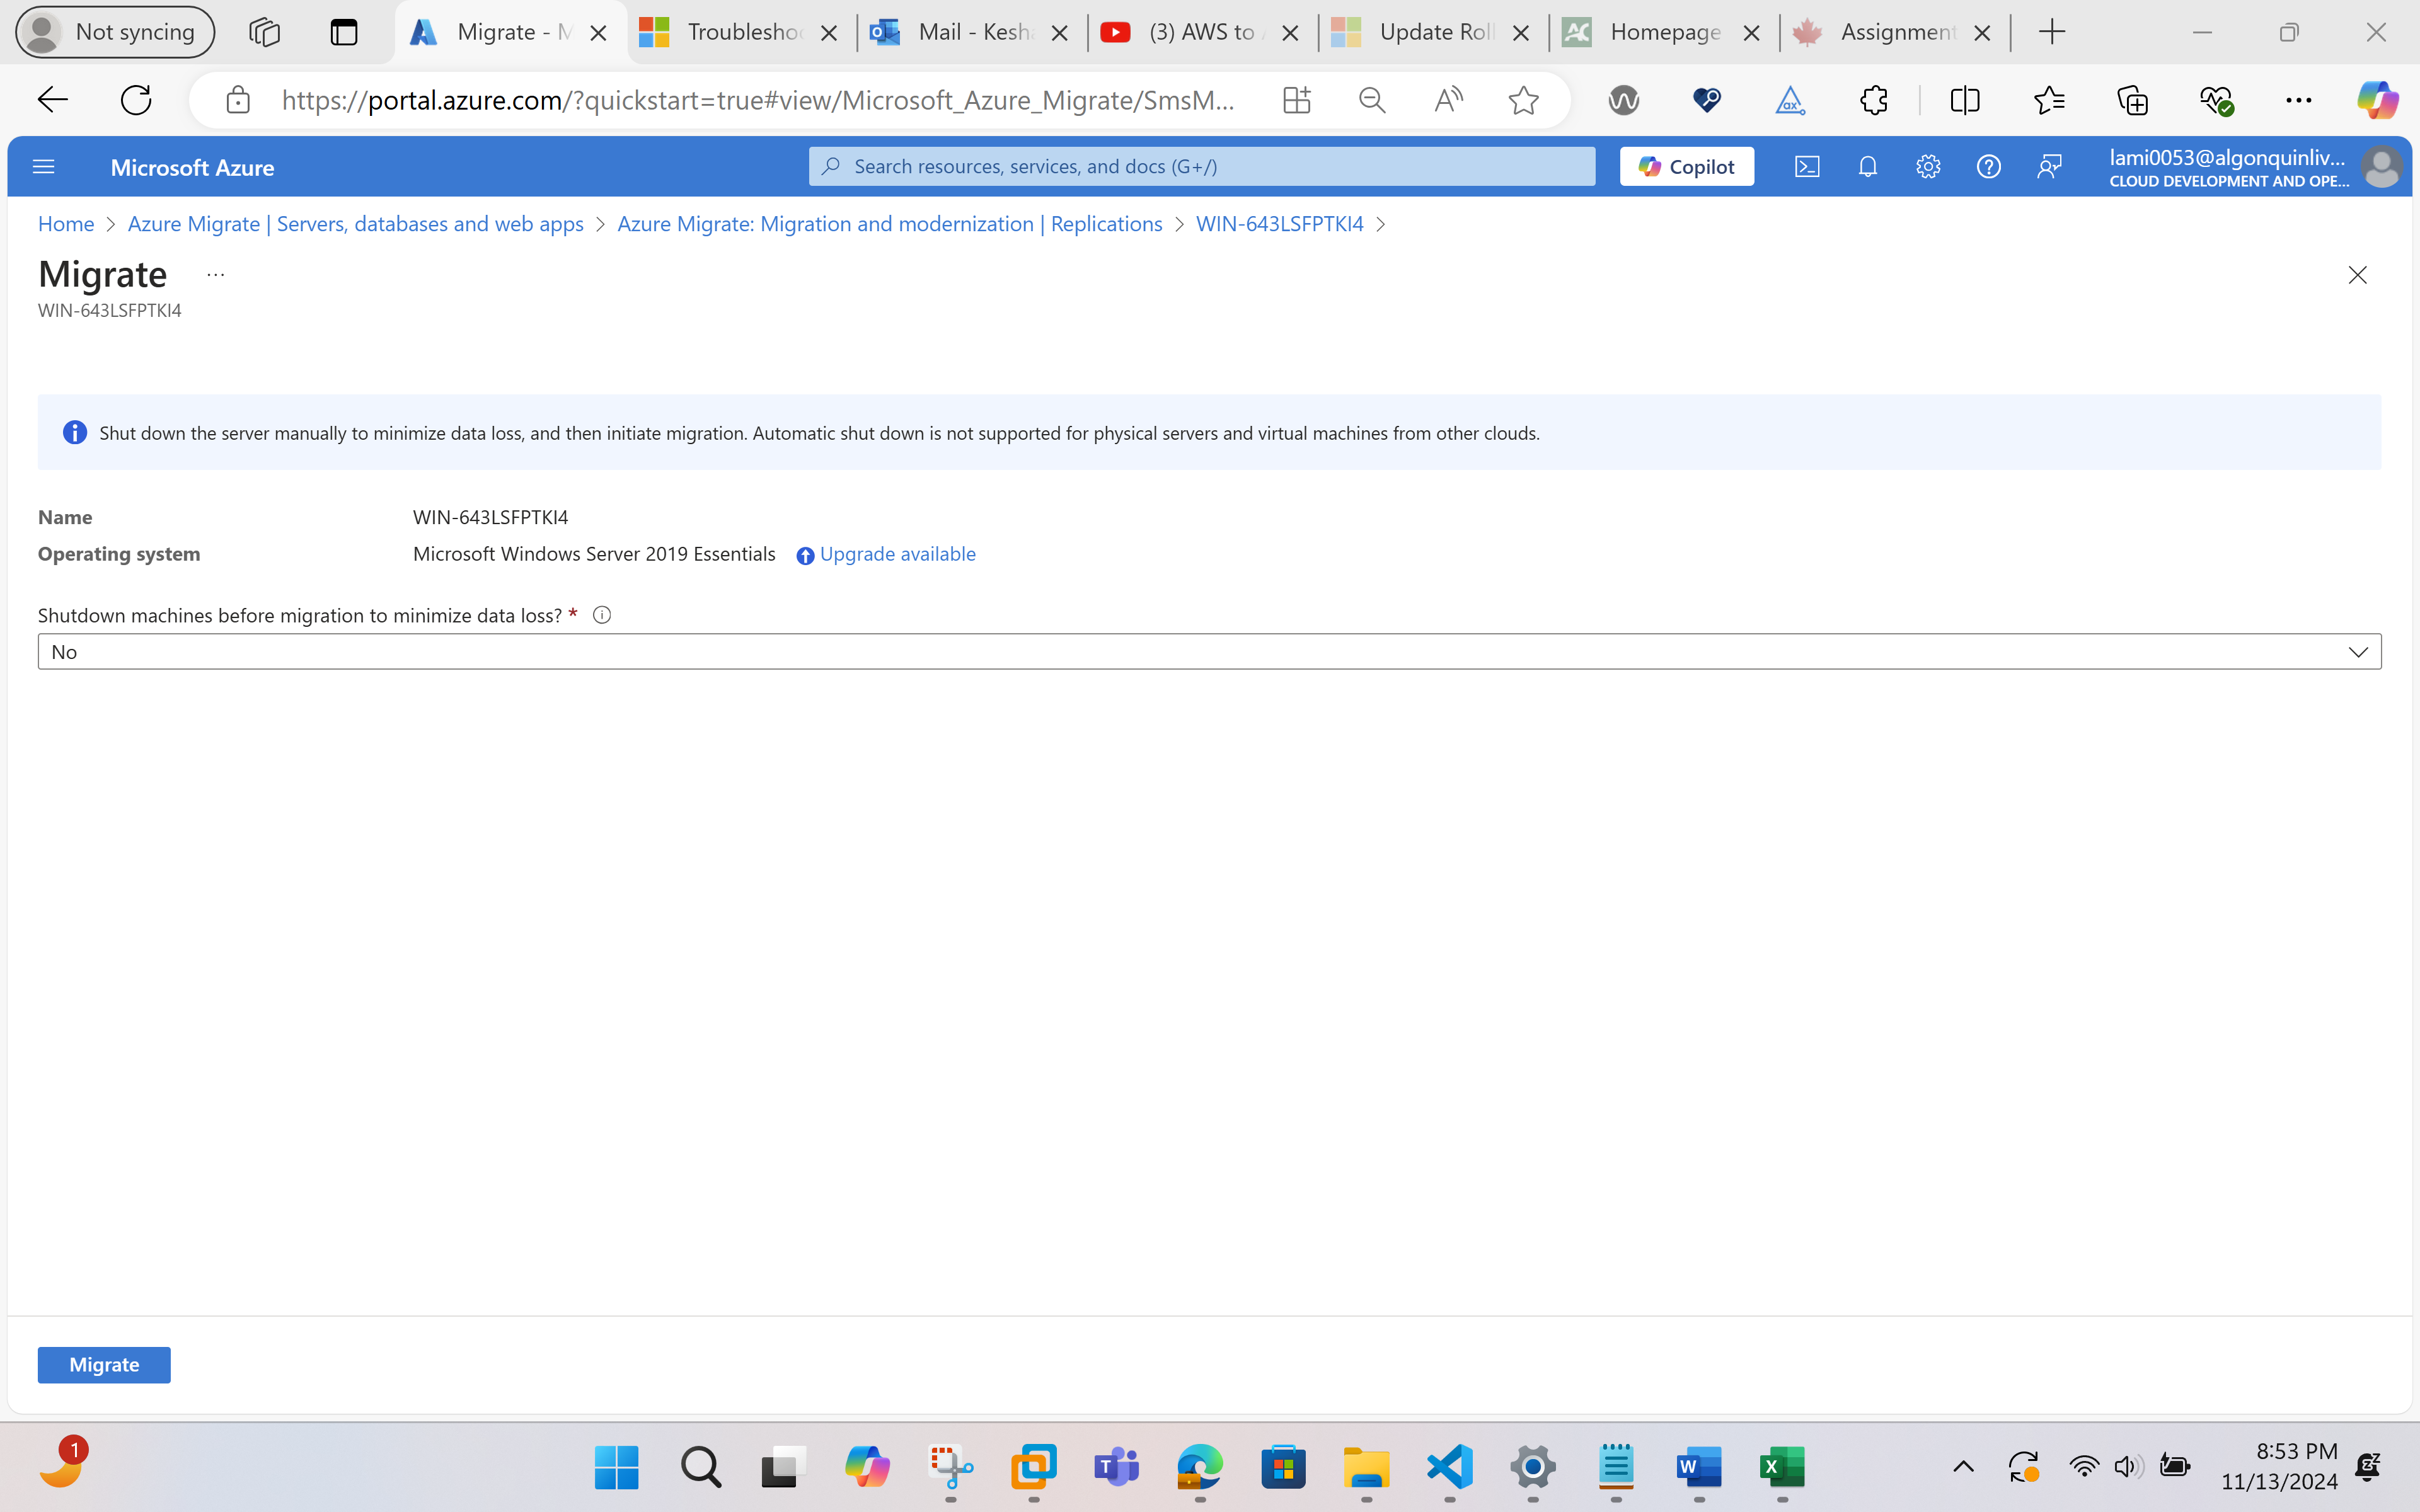 Not syncing
Migrate - M
Troubleshoo
Mail - Kesha
(3) AWS to A
Update Roll
Homepage
Assignment
https://portal.azure.com/?quickstart=true#view/Microsoft_Azure_Migrate/SmsM...
Microsoft Azure
Search resources, services, and docs (G+/)
Copilot
lami0053@algonquinliv...
CLOUD DEVELOPMENT AND OPE...
Home > Azure Migrate | Servers, databases and web apps > Azure Migrate: Migration and modernization | Replications > WIN-643LSFPTKI4 >
Migrate ...
WIN-643LSFPTKI4
Shut down the server manually to minimize data loss, and then initiate migration. Automatic shut down is not supported for physical servers and virtual machines from other clouds.
Name WIN-643LSFPTKI4
Operating system Microsoft Windows Server 2019 Essentials Upgrade available
Shutdown machines before migration to minimize data loss? *
No
Migrate
1
8:53 PM
11/13/2024